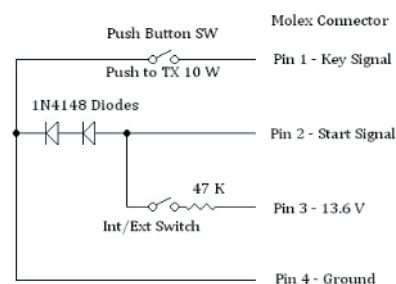 Molex Connector
Push Button SW
Pin 1 - Key Signal
Push to TX 10 W
1N4148 Diodes
Pin 2 - Start Signal
47 K
Pin 3 - 13.6 V
Int/Ext Switch
Pin 4 - Ground